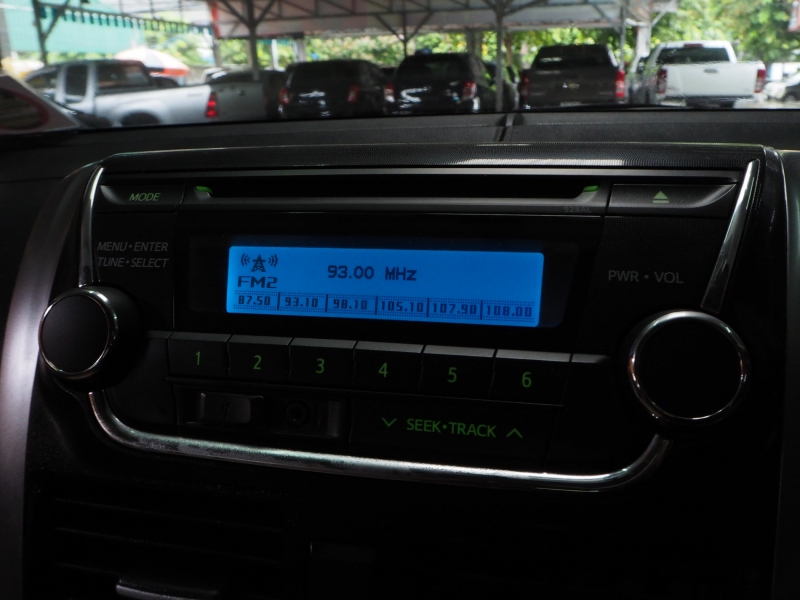 MODE
528AL
MENU•ENTER
TUNE•SELECT
PWR • VOL
93.00 MHz
FM2
87.50 93.10 98.10 105.10 107.90 108.00
1 2 3 4 5 6
SEEK•TRACK